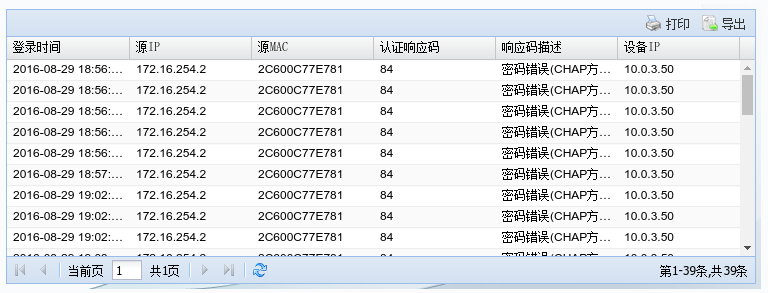 打印 导出
登录时间 源IP 源MAC 认证响应码 响应码描述 设备IP
2016-08-29 18:56:... 172.16.254.2 2C600C77E781 84 密码错误(CHAP方... 10.0.3.50
2016-08-29 18:56:... 172.16.254.2 2C600C77E781 84 密码错误(CHAP方... 10.0.3.50
2016-08-29 18:56:... 172.16.254.2 2C600C77E781 84 密码错误(CHAP方... 10.0.3.50
2016-08-29 18:56:... 172.16.254.2 2C600C77E781 84 密码错误(CHAP方... 10.0.3.50
2016-08-29 18:56:... 172.16.254.2 2C600C77E781 84 密码错误(CHAP方... 10.0.3.50
2016-08-29 18:57:... 172.16.254.2 2C600C77E781 84 密码错误(CHAP方... 10.0.3.50
2016-08-29 19:02:... 172.16.254.2 2C600C77E781 84 密码错误(CHAP方... 10.0.3.50
2016-08-29 19:02:... 172.16.254.2 2C600C77E781 84 密码错误(CHAP方... 10.0.3.50
2016-08-29 19:02:... 172.16.254.2 2C600C77E781 84 密码错误(CHAP方... 10.0.3.50
当前页 1 共1页 第1-39条,共39条